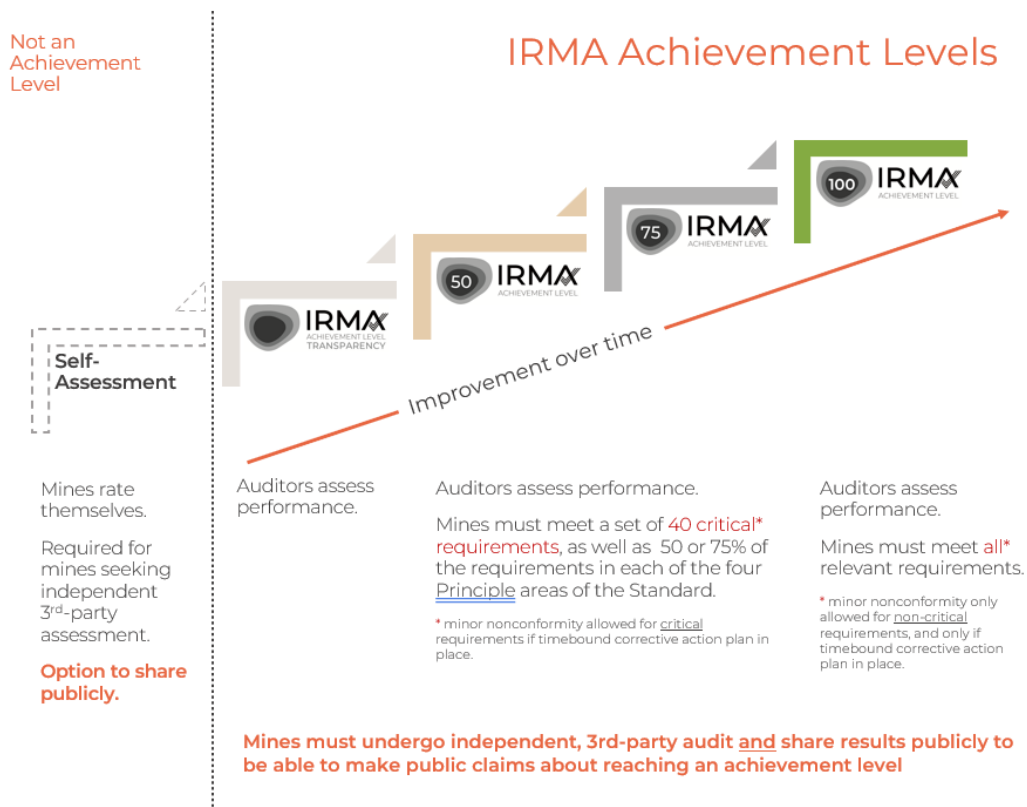 Not an
Achievement
Level
IRMA Achievement Levels
Self-
Assessment
IRMA
ACHIEVEMENT LEVEL
TRANSPARENCY
50
IRMA
ACHIEVEMENT LEVEL
75
IRMA
ACHIEVEMENT LEVEL
100
IRMA
ACHIEVEMENT LEVEL
Improvement over time
Mines rate
themselves.
Required for
mines seeking
independent
3rd-party
assessment.
Option to share
publicly.
Auditors assess
performance.
Auditors assess performance.
Mines must meet a set of 40 critical*
requirements, as well as 50 or 75% of
the requirements in each of the four
Principle areas of the Standard.
* minor nonconformity allowed for critical
requirements if timebound corrective action plan in
place.
Auditors assess
performance.
Mines must meet all*
relevant requirements.
* minor nonconformity only
allowed for non-critical
requirements, and only if
timebound corrective action
plan in place.
Mines must undergo independent, 3rd-party audit and share results publicly to
be able to make public claims about reaching an achievement level